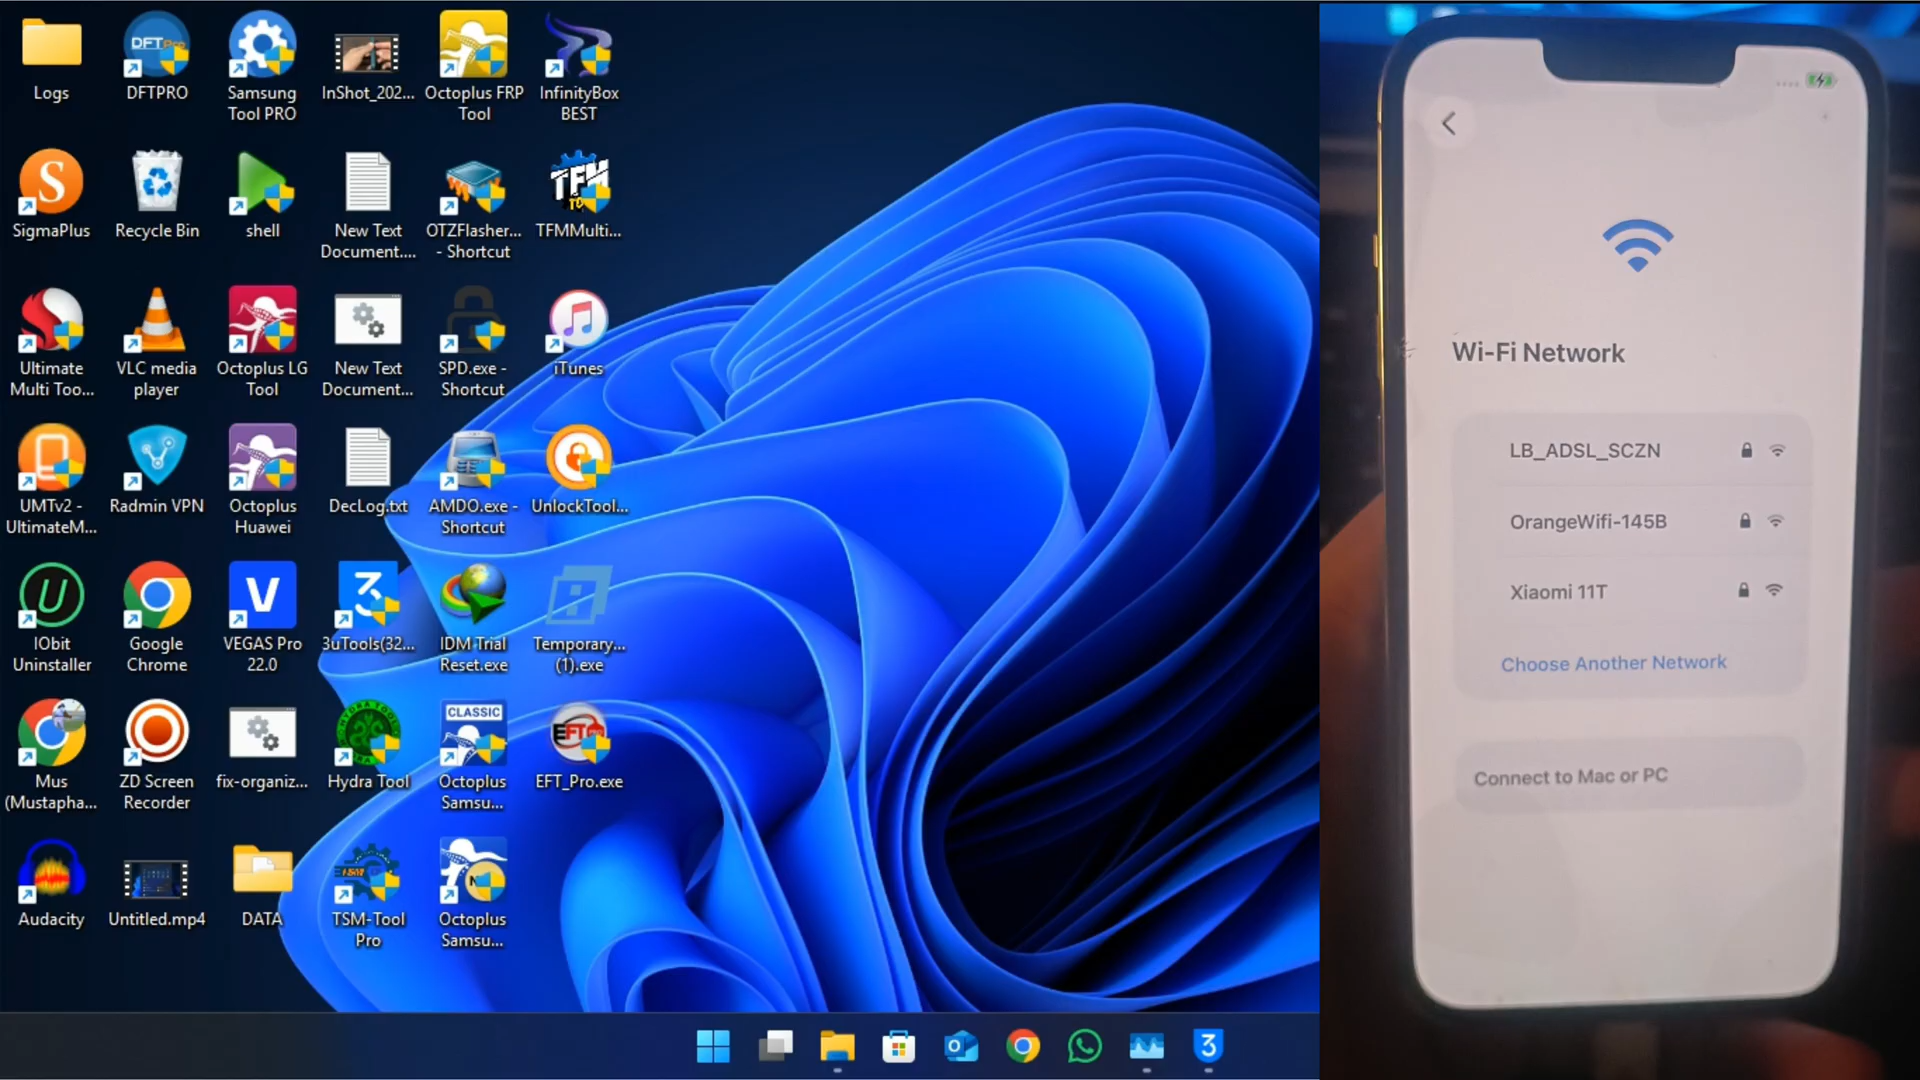 Logs
DFTPRO
Samsung
Tool PRO
InShot_202...
Octoplus FRP
Tool
InfinityBox
BEST
SigmaPlus
Recycle Bin
shell
New Text
Document....
OTZFlasher...
- Shortcut
TFMMulti...
Ultimate
Multi Too...
VLC media
player
Octoplus LG
Tool
New Text
Document...
SPD.exe -
Shortcut
iTunes
UMTv2 -
UltimateM...
Radmin VPN
Octoplus
Huawei
DecLog.txt
AMDO.exe -
Shortcut
UnlockTool...
IObit
Uninstaller
Google
Chrome
VEGAS Pro
22.0
3uTools(32...
IDM Trial
Reset.exe
Temporary...
(1).exe
Mus
(Mustapha...
ZD Screen
Recorder
fix-organiz...
Hydra Tool
CLASSIC
Octoplus
Samsu...
EFT_Pro.exe
Audacity
Untitled.mp4
DATA
TSM-Tool
Pro
Octoplus
Samsu...
Wi-Fi Network
LB_ADSL_SCZN
OrangeWifi-145B
Xiaomi 11T
Choose Another Network
Connect to Mac or PC